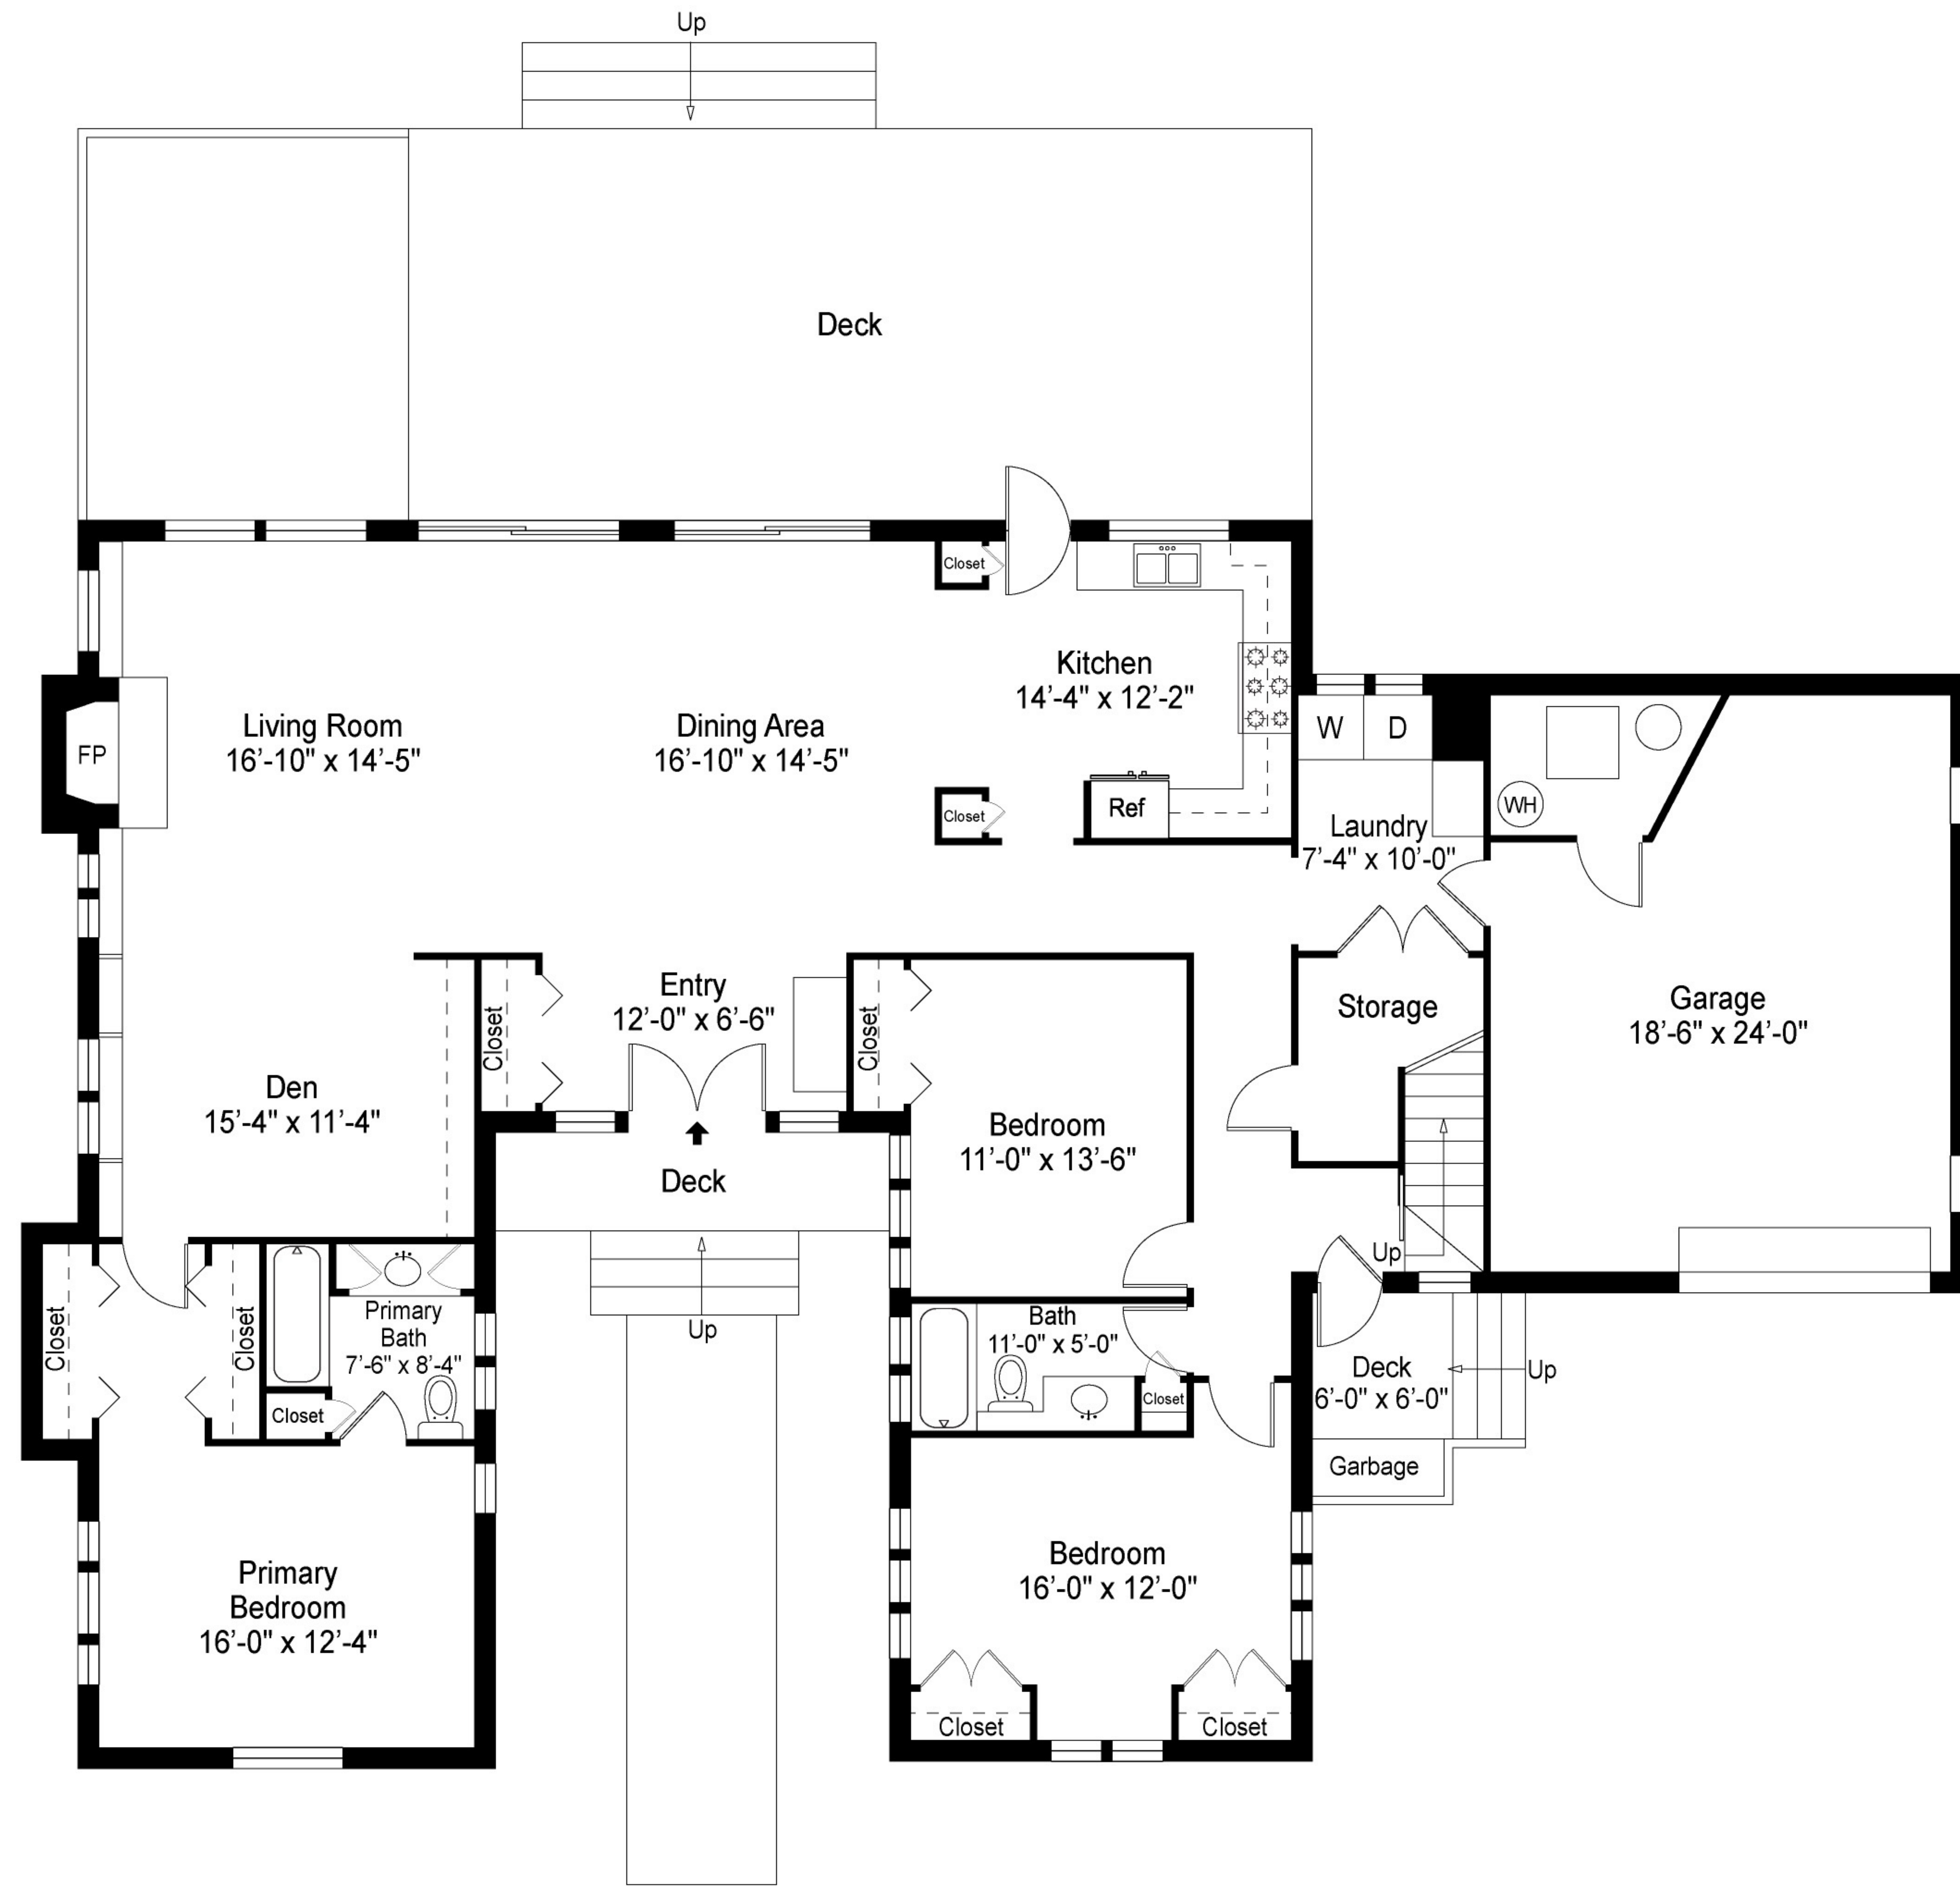 Up
Deck
Closet
Kitchen
14'-4" x 12'-2"
Living Room
16'-10" x 14'-5"
Dining Area
16'-10" x 14'-5"
FP
W
D
WH
Ref
Closet
Laundry
7'-4" x 10'-0"
Entry
12'-0" x 6'-6"
Closet
Closet
Storage
Garage
18'-6" x 24'-0"
Den
15'-4" x 11'-4"
Bedroom
11'-0" x 13'-6"
Deck
Up
Closet
Closet
Primary
Bath
7'-6" x 8'-4"
Closet
Up
Bath
11'-0" x 5'-0"
Closet
Deck
6'-0" x 6'-0"
Up
Garbage
Primary
Bedroom
16'-0" x 12'-4"
Bedroom
16'-0" x 12'-0"
Closet
Closet